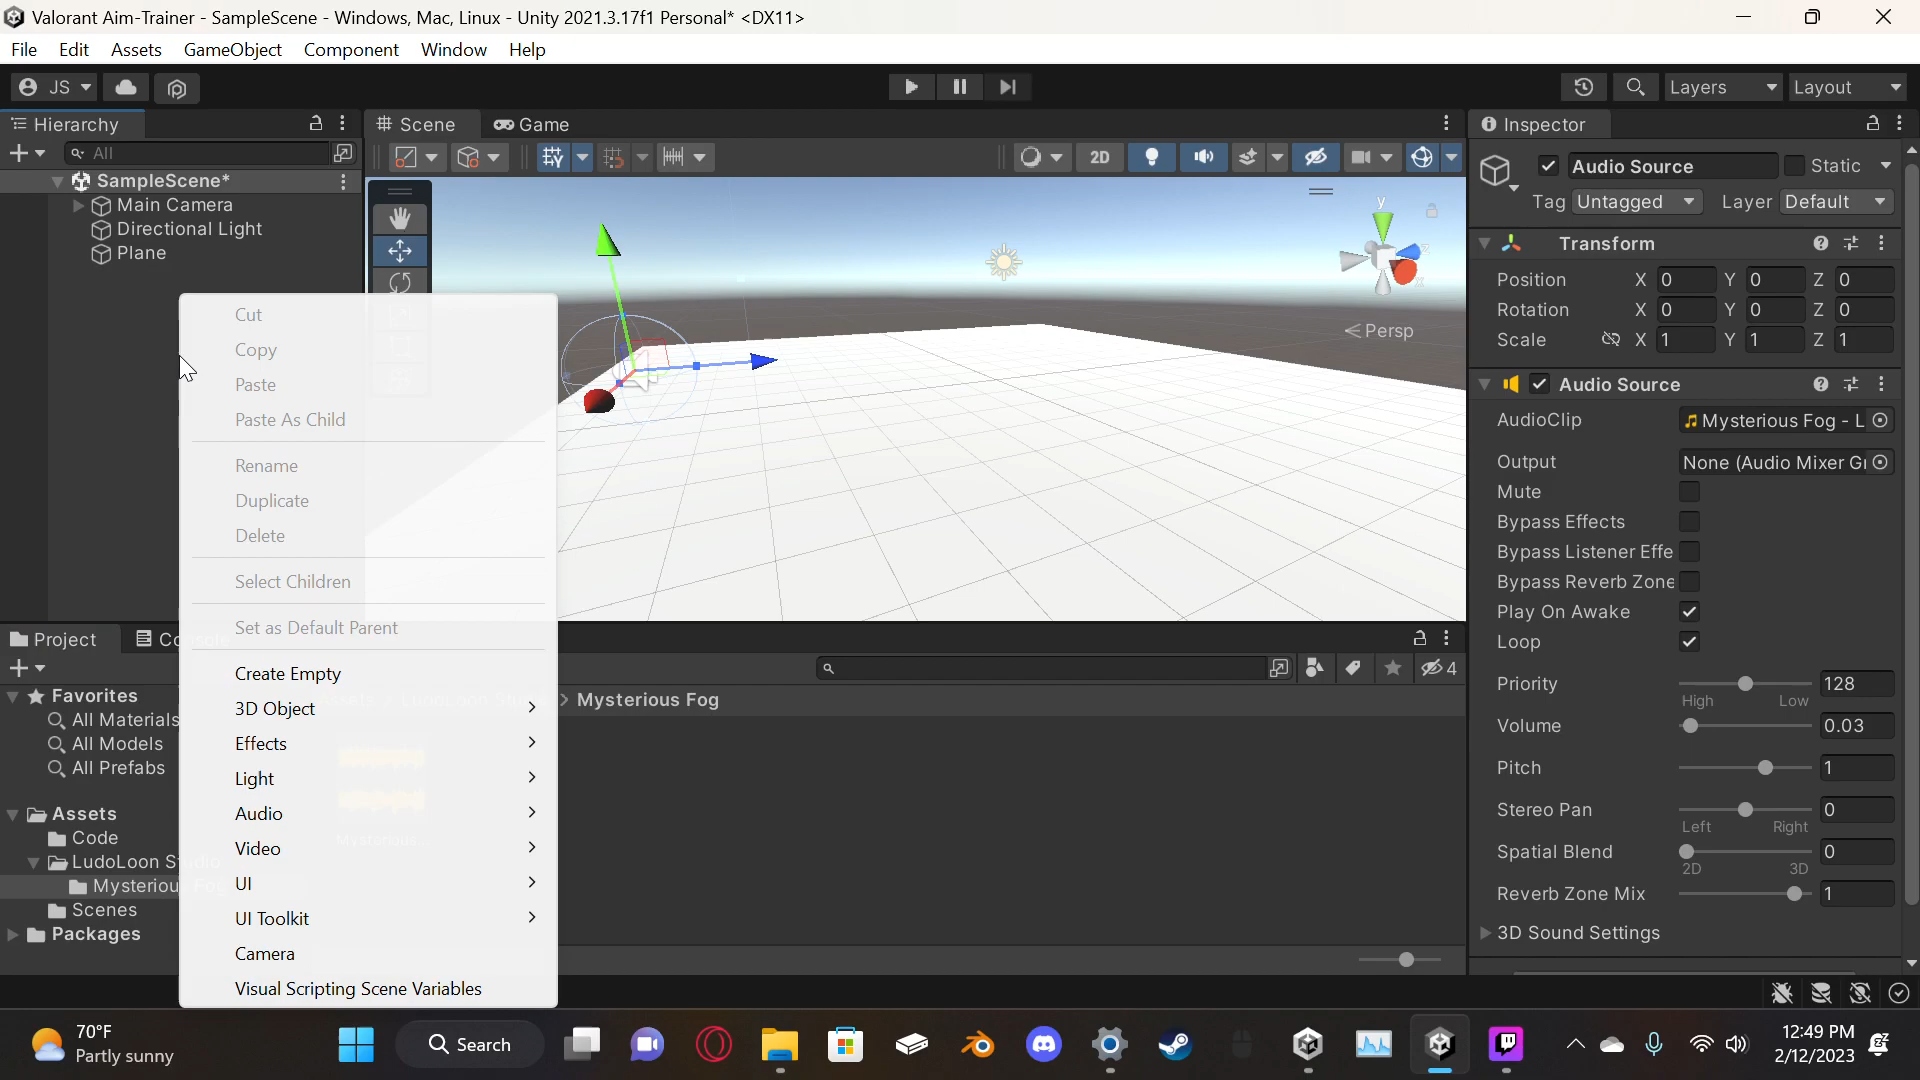 Valorant Aim-Trainer - SampleScene - Windows, Mac, Linux - Unity 2021.3.17f1 Personal* <DX11>
File Edit Assets GameObject Component Window Help
JS Layers Layout
Hierarchy Scene Game Inspector
All 2D Audio Source Static
SampleScene*
Main Camera
Directional Light
Plane
Tag Untagged Layer Default
y
x
Persp
Transform
Position X 0 Y 0 Z 0
Rotation X 0 Y 0 Z 0
Scale X 1 Y 1 Z 1
Audio Source
AudioClip Mysterious Fog - L
Output None (Audio Mixer Gr
Mute
Bypass Effects
Bypass Listener Effe
Bypass Reverb Zone
Play On Awake
Loop
Priority 128
High Low
Volume 0.03
Pitch 1
Stereo Pan 0
Left Right
Spatial Blend 0
2D 3D
Reverb Zone Mix 1
3D Sound Settings
Cut
Copy
Paste
Paste As Child
Rename
Duplicate
Delete
Select Children
Set as Default Parent
Create Empty
3D Object
Effects
Light
Audio
Video
UI
UI Toolkit
Camera
Visual Scripting Scene Variables
Project Console
4
Favorites
All Materials
All Models
All Prefabs
Assets
Code
LudoLoon Studio
Mysterious Fog
Scenes
Packages
Assets LudoLoon > Mysterious Fog
70°F
Partly sunny
Search
12:49 PM
2/12/2023